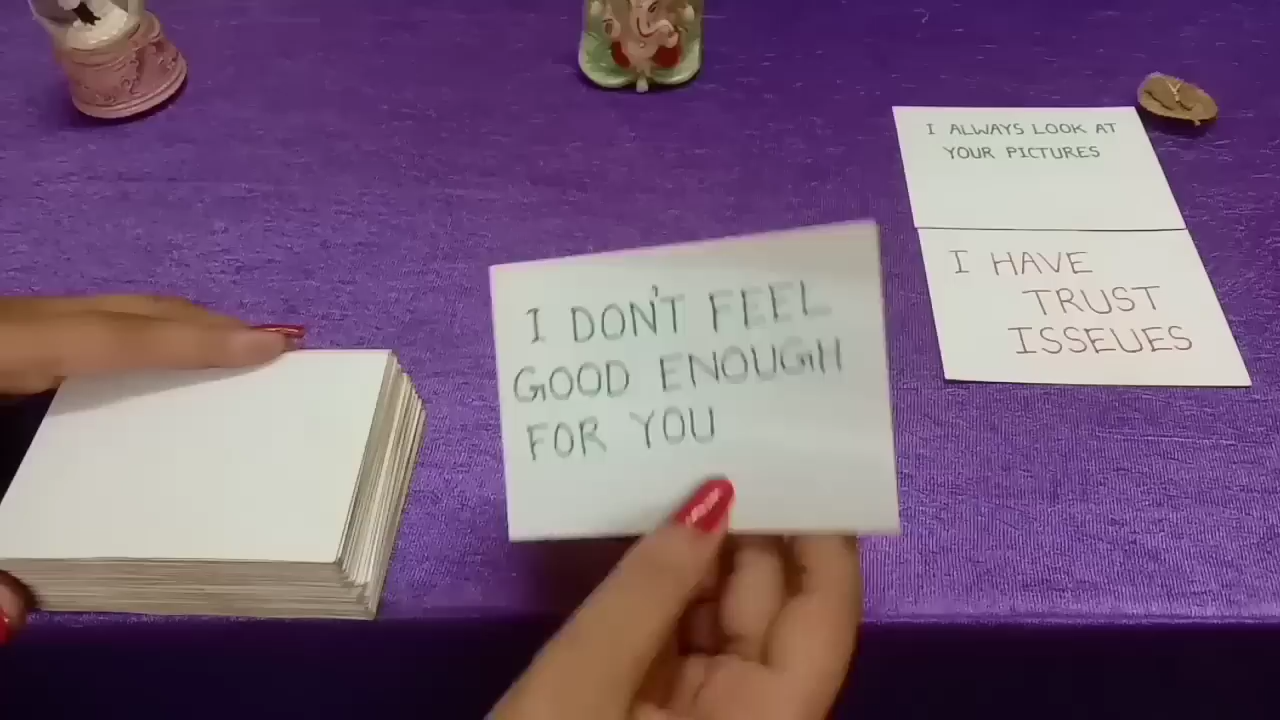 I ALWAYS LOOK AT
YOUR PICTURES
I HAVE
TRUST
ISSEUES
I DON'T FEEL
GOOD ENOUGH
FOR YOU